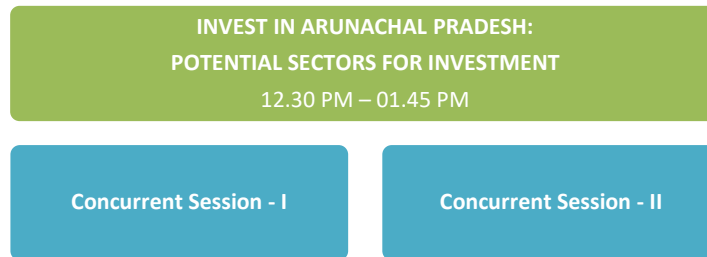 INVEST IN ARUNACHAL PRADESH:
POTENTIAL SECTORS FOR INVESTMENT
12.30 PM – 01.45 PM
Concurrent Session - I
Concurrent Session - II